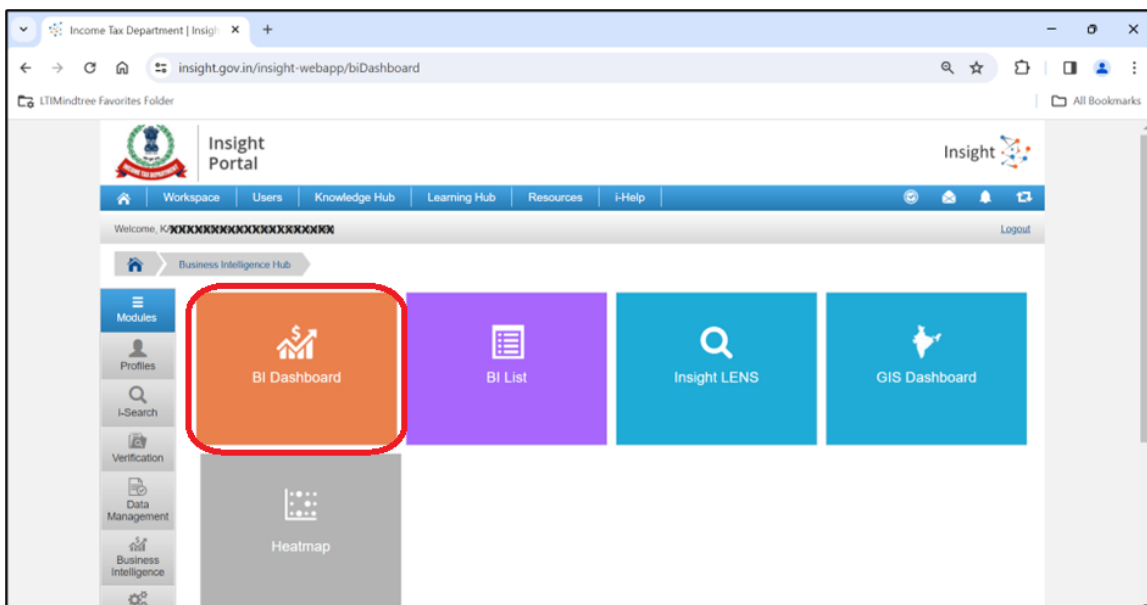 Income Tax Department | Insigh
insight.gov.in/insight-webapp/biDashboard
LTIMindtree Favorites Folder
All Bookmarks
Insight
Portal
Insight
Workspace
Users
Knowledge Hub
Learning Hub
Resources
i-Help
Welcome, K
Logout
Business Intelligence Hub
Modules
Profiles
i-Search
Verification
Data
Management
Business
Intelligence
BI Dashboard
BI List
Insight LENS
GIS Dashboard
Heatmap